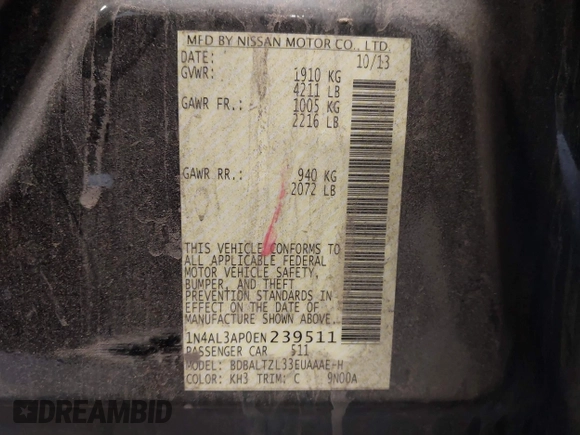 MFD BY NISSAN MOTOR CO., LTD.
DATE: 10/13
GVWR: 1910 KG
4211 LB
GAWR FR.: 1005 KG
2216 LB
GAWR RR.: 940 KG
2072 LB
THIS VEHICLE CONFORMS TO
ALL APPLICABLE FEDERAL
MOTOR VEHICLE SAFETY,
BUMPER, AND THEFT
PREVENTION STANDARDS IN
EFFECT ON THE DATE OF
MANUFACTURE SHOWN ABOVE.
1N4AL3AP0EN239511
PASSENGER CAR 511
MODEL: BDBALTZL33EUAAAE-H
COLOR: KH3 TRIM: C 9N00A
DREAMBID